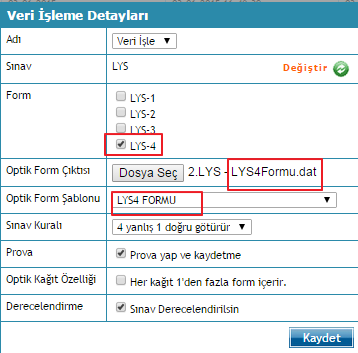 Veri İşleme Detayları
Adı Veri İşle
Sınav LYS Değiştir
Form LYS-1
LYS-2
LYS-3
LYS-4
Optik Form Çıktısı Dosya Seç 2.LYS - LYS4Formu.dat
Optik Form Şablonu LYS4 FORMU
Sınav Kuralı 4 yanlış 1 doğru götürür
Prova Prova yap ve kaydetme
Optik Kağıt Özelliği Her kağıt 1'den fazla form içerir.
Derecelendirme Sınav Derecelendirilsin
Kaydet